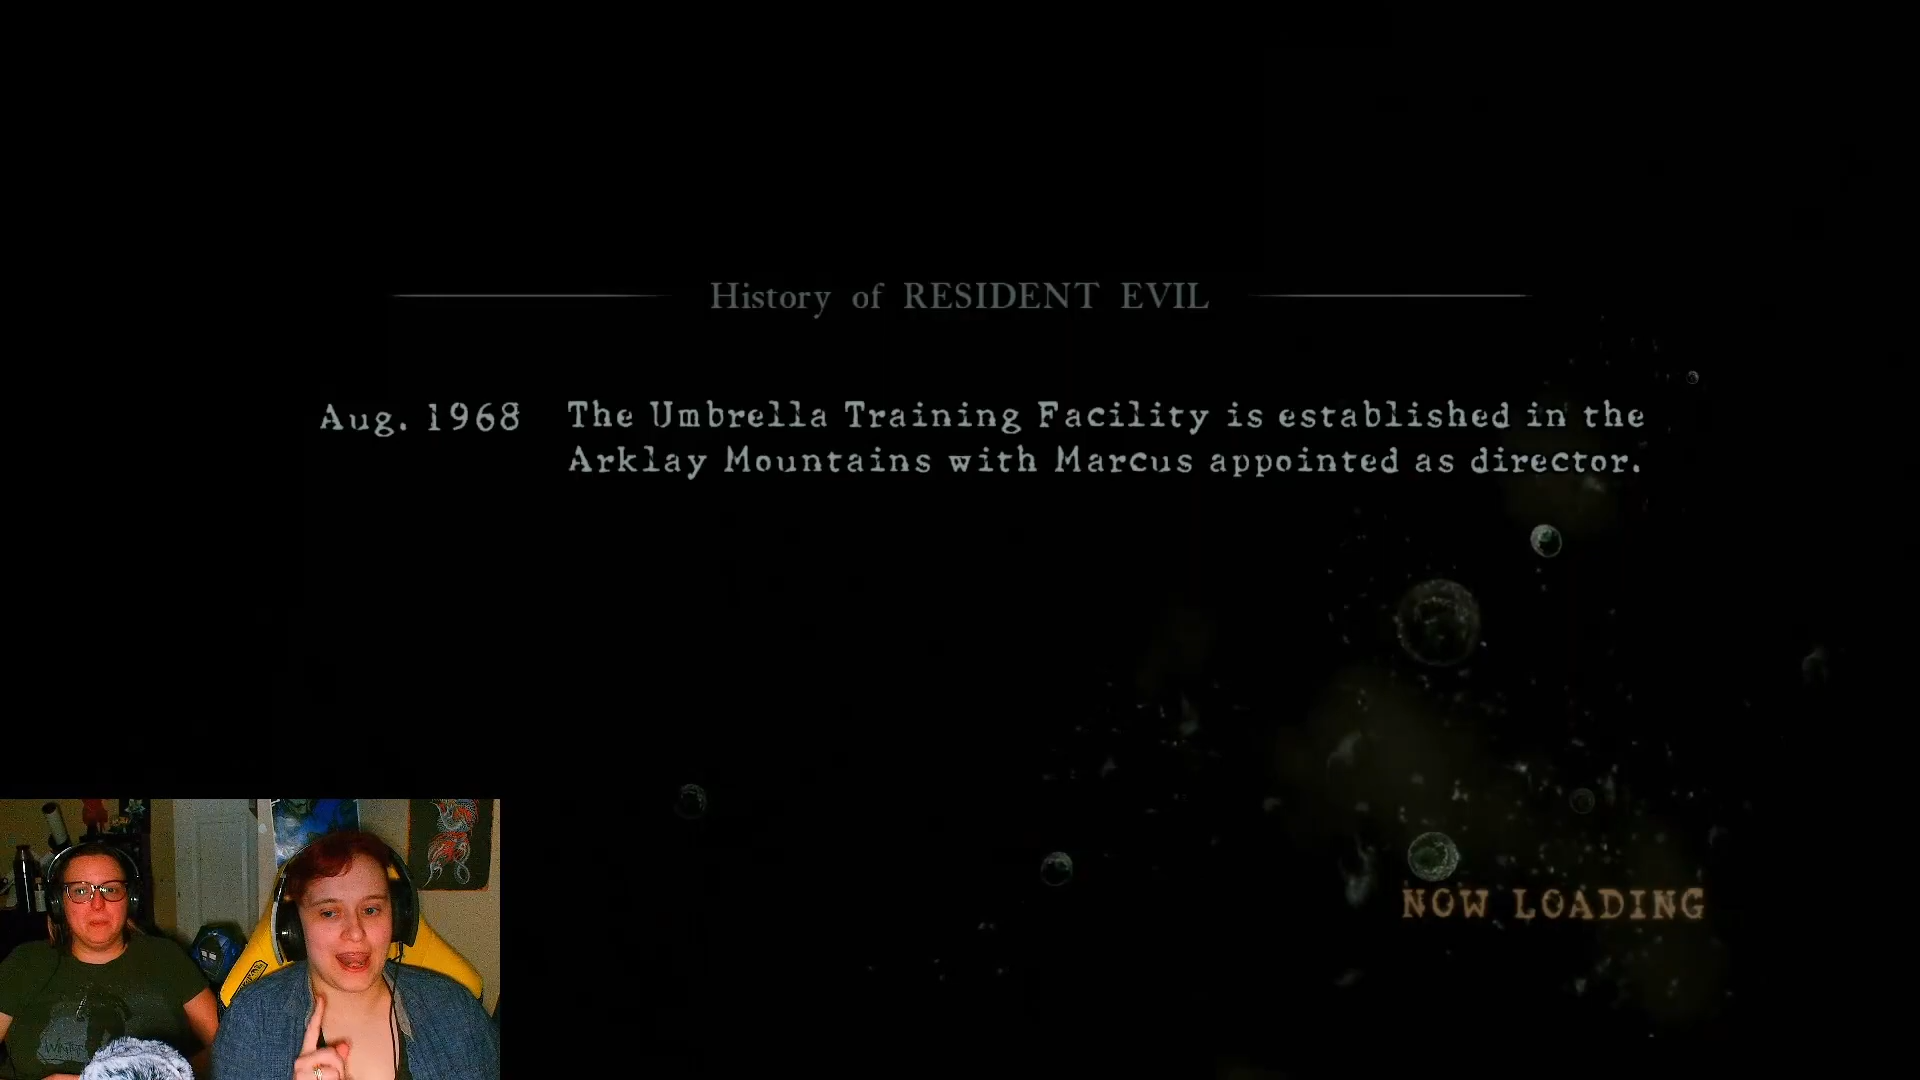 History of RESIDENT EVIL
Aug. 1968 The Umbrella Training Facility is established in the
Arklay Mountains with Marcus appointed as director.
NOW LOADING